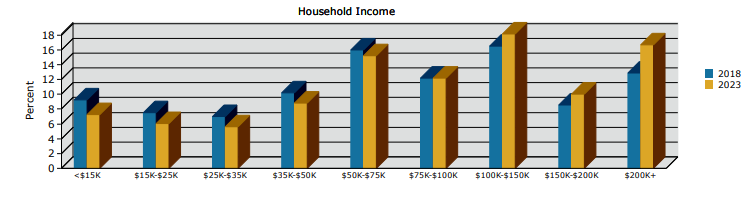 Household Income
Percent
18
16
14
12
10
8
6
4
2
0
<$15K
$15K-$25K
$25K-$35K
$35K-$50K
$50K-$75K
$75K-$100K
$100K-$150K
$150K-$200K
$200K+
2018
2023